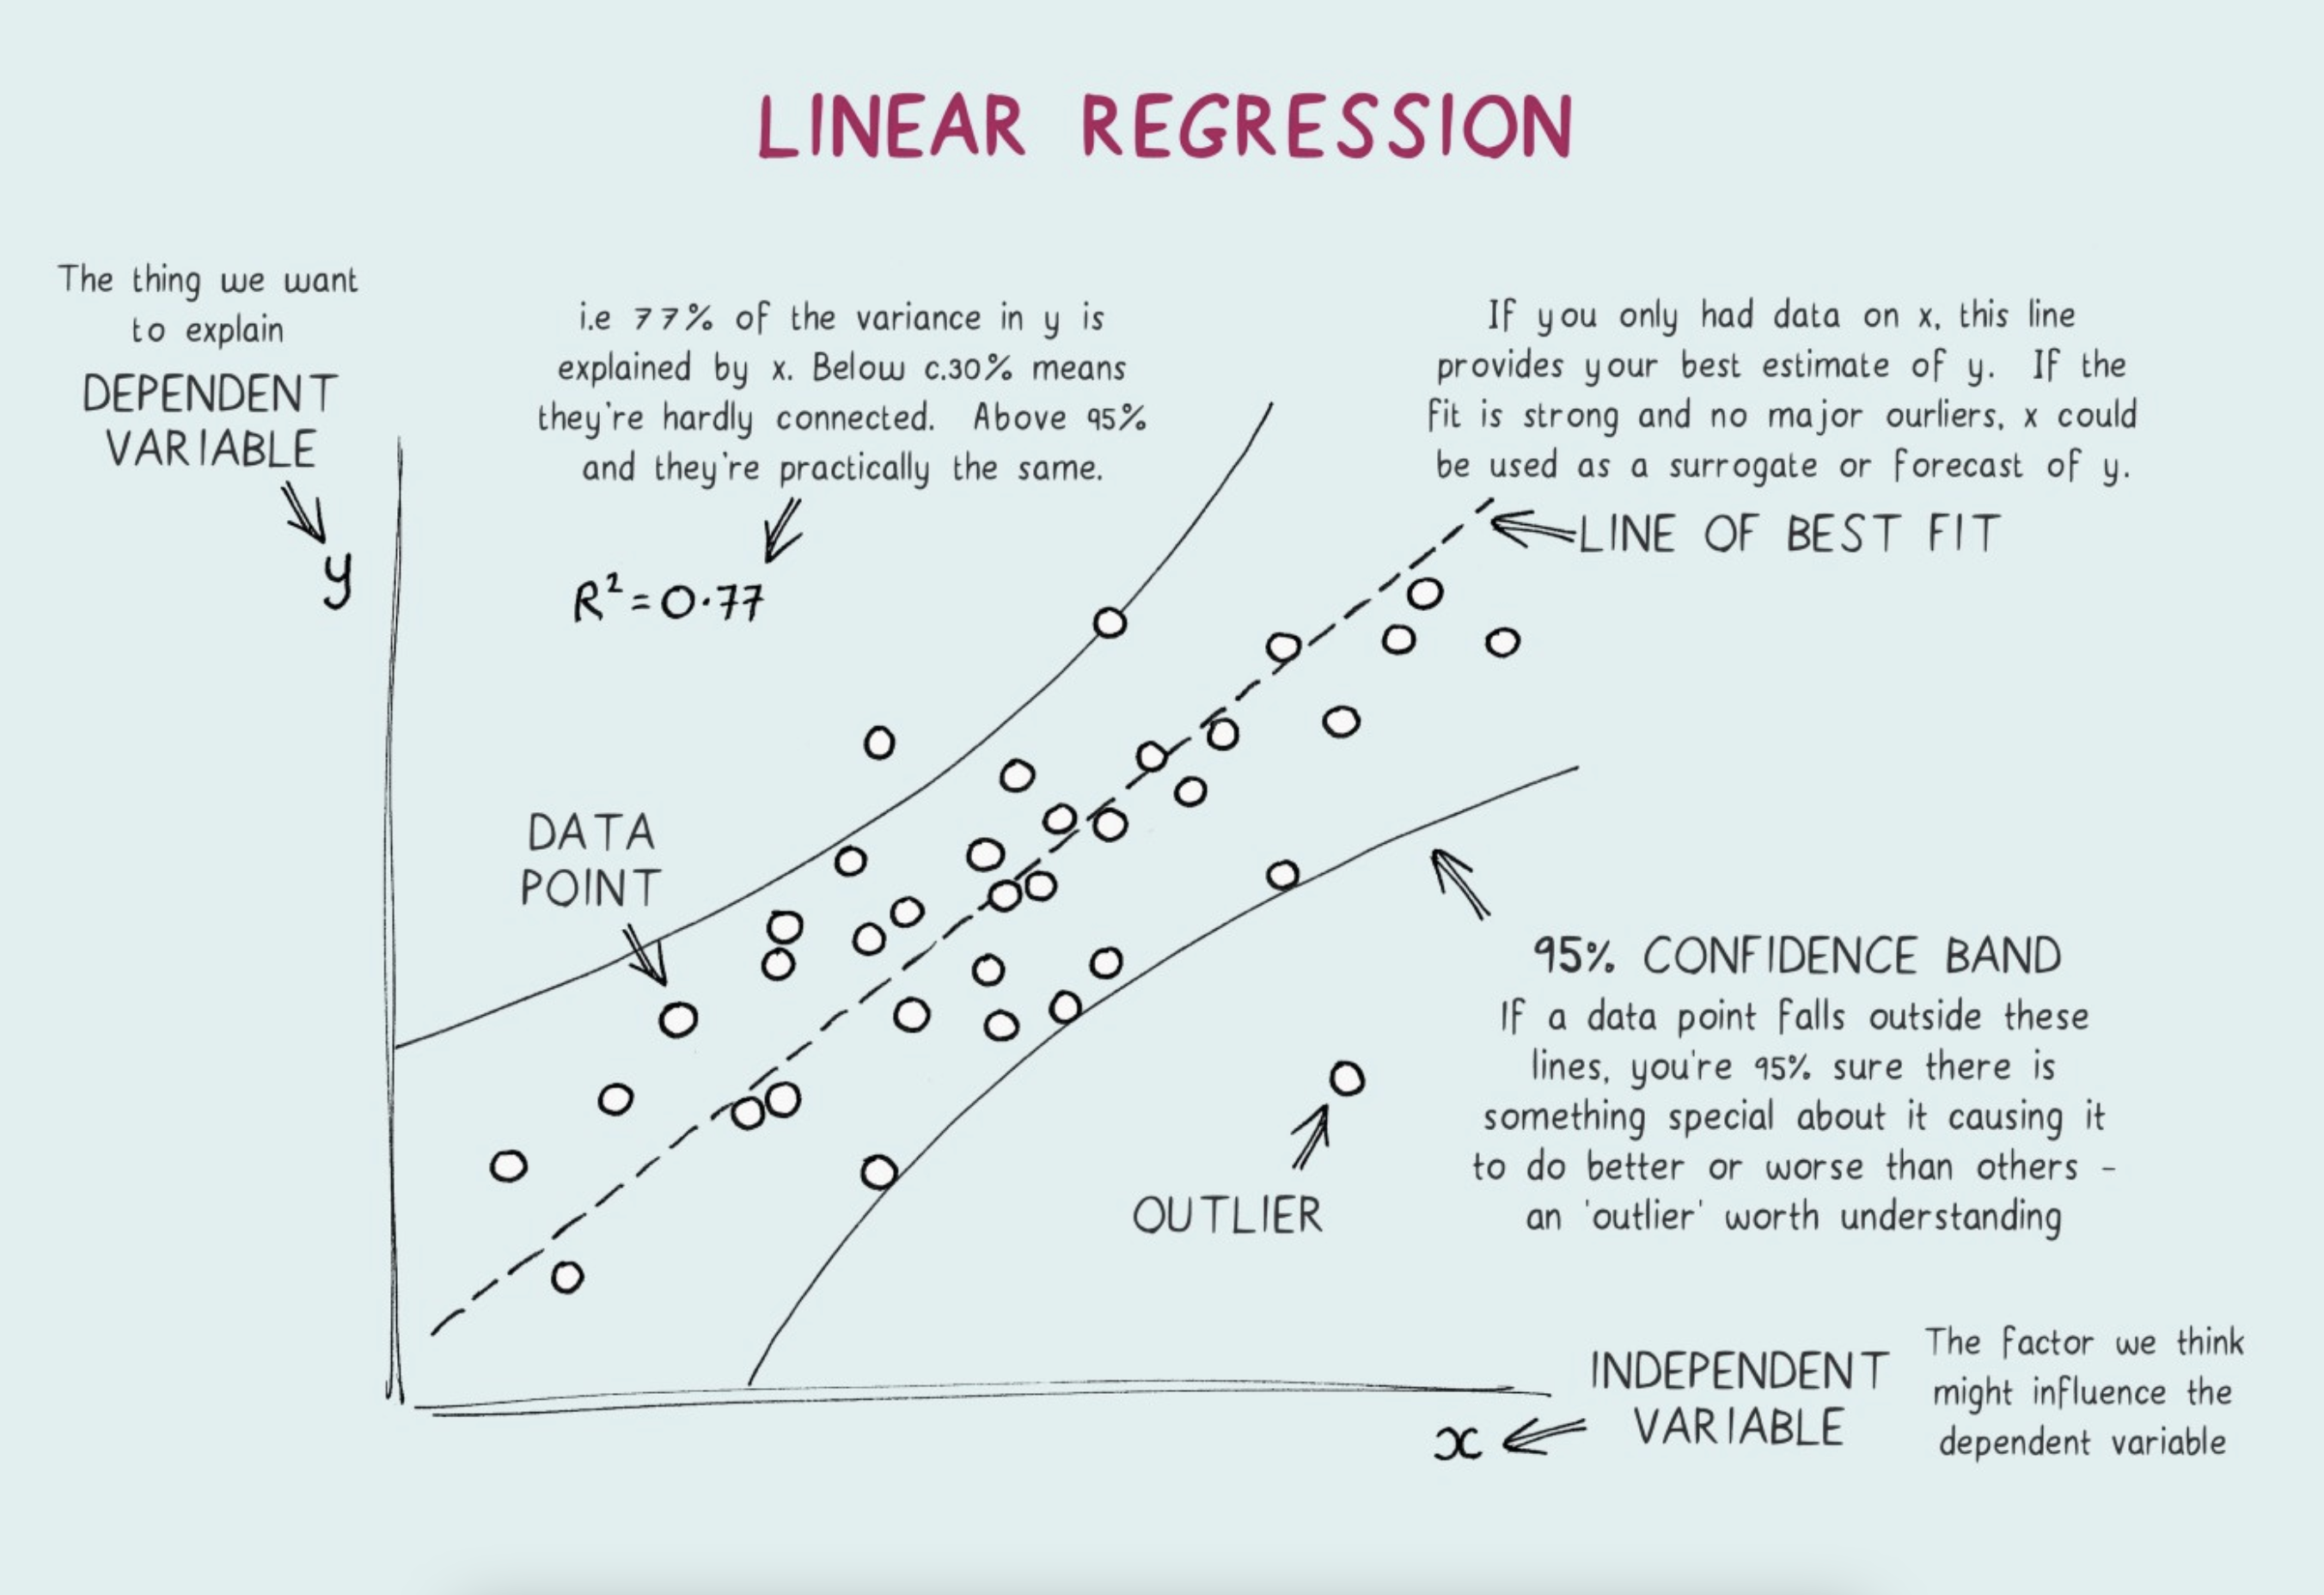 LINEAR REGRESSION
The thing we want
to explain
DEPENDENT
VARIABLE
y
i.e 77% of the variance in y is
explained by x. Below c.30% means
they're hardly connected. Above 95%
and they're practically the same.
R²=0.77
If you only had data on x, this line
provides your best estimate of y. If the
fit is strong and no major ourliers, x could
be used as a surrogate or forecast of y.
LINE OF BEST FIT
DATA
POINT
95% CONFIDENCE BAND
If a data point falls outside these
lines, you're 95% sure there is
something special about it causing it
to do better or worse than others -
an 'outlier' worth understanding
OUTLIER
INDEPENDENT
VARIABLE
x
The factor we think
might influence the
dependent variable